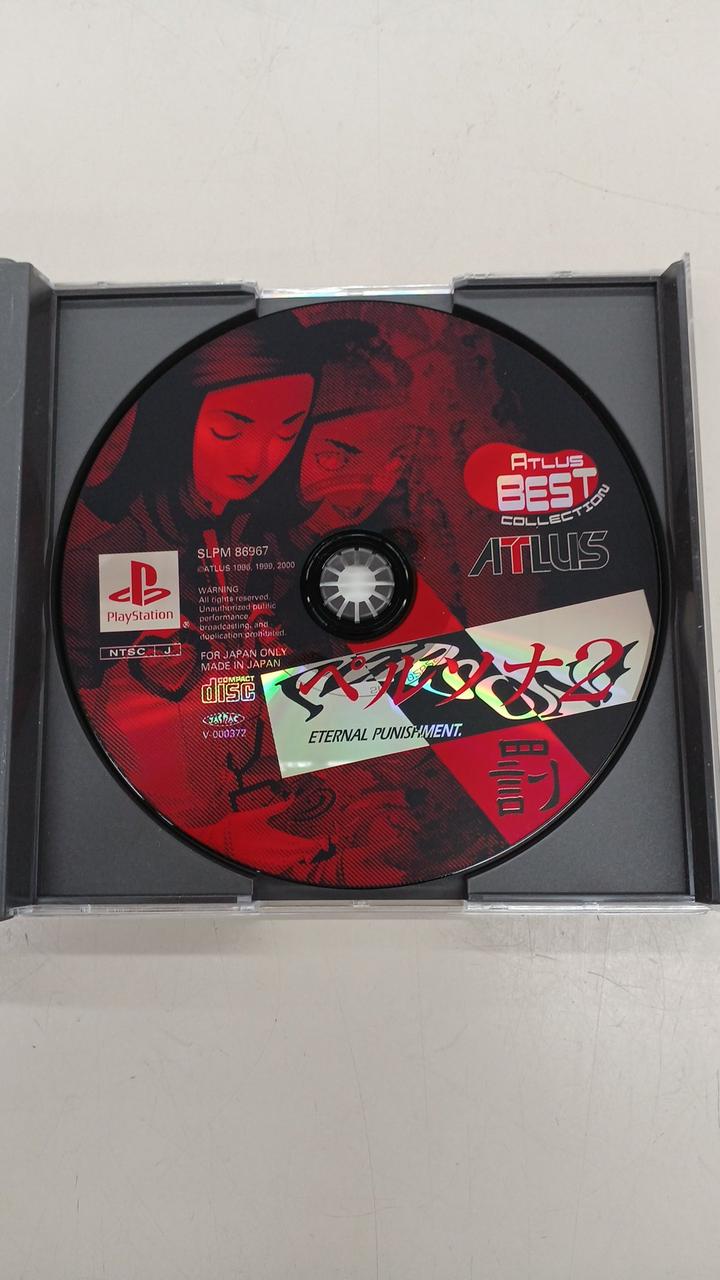 ATLUS
BEST
COLLECTION
ATLUS
SLPM 86967
©ATLUS 1996, 1999, 2000
PlayStation
WARNING
All rights reserved.
Unauthorized public
performance,
broadcasting, and
duplication prohibited.
NTSC J
FOR JAPAN ONLY
MADE IN JAPAN
COMPACT
disc
V-000372
ペルソナ2
ETERNAL PUNISHMENT.
罰